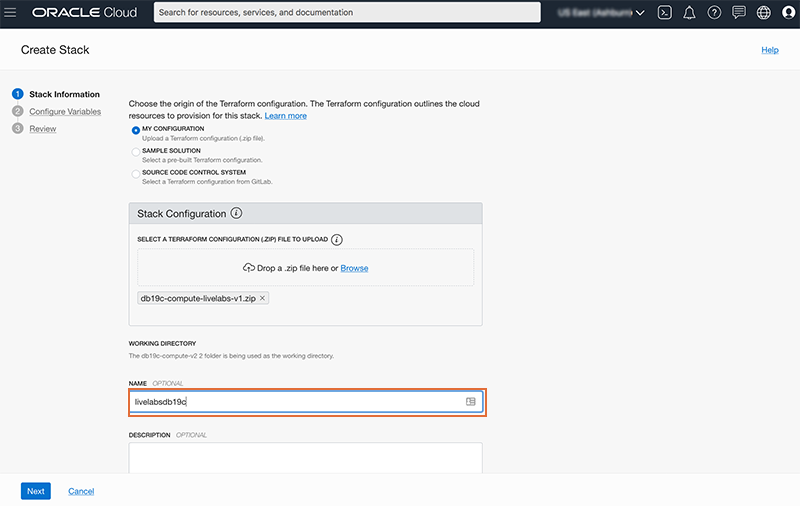 ORACLE Cloud
Search for resources, services, and documentation
US East (Ashburn)
Create Stack
Help
1 Stack Information
2 Configure Variables
3 Review
Choose the origin of the Terraform configuration. The Terraform configuration outlines the cloud
resources to provision for this stack. Learn more
MY CONFIGURATION
Upload a Terraform configuration (.zip file).
SAMPLE SOLUTION
Select a pre-built Terraform configuration.
SOURCE CODE CONTROL SYSTEM
Select a Terraform configuration from GitLab.
Stack Configuration
SELECT A TERRAFORM CONFIGURATION (.ZIP) FILE TO UPLOAD
Drop a .zip file here or Browse
db19c-compute-livelabs-v1.zip ×
WORKING DIRECTORY
The db19c-compute-v2 2 folder is being used as the working directory.
NAME OPTIONAL
livelabsdb19c
DESCRIPTION OPTIONAL
Next
Cancel